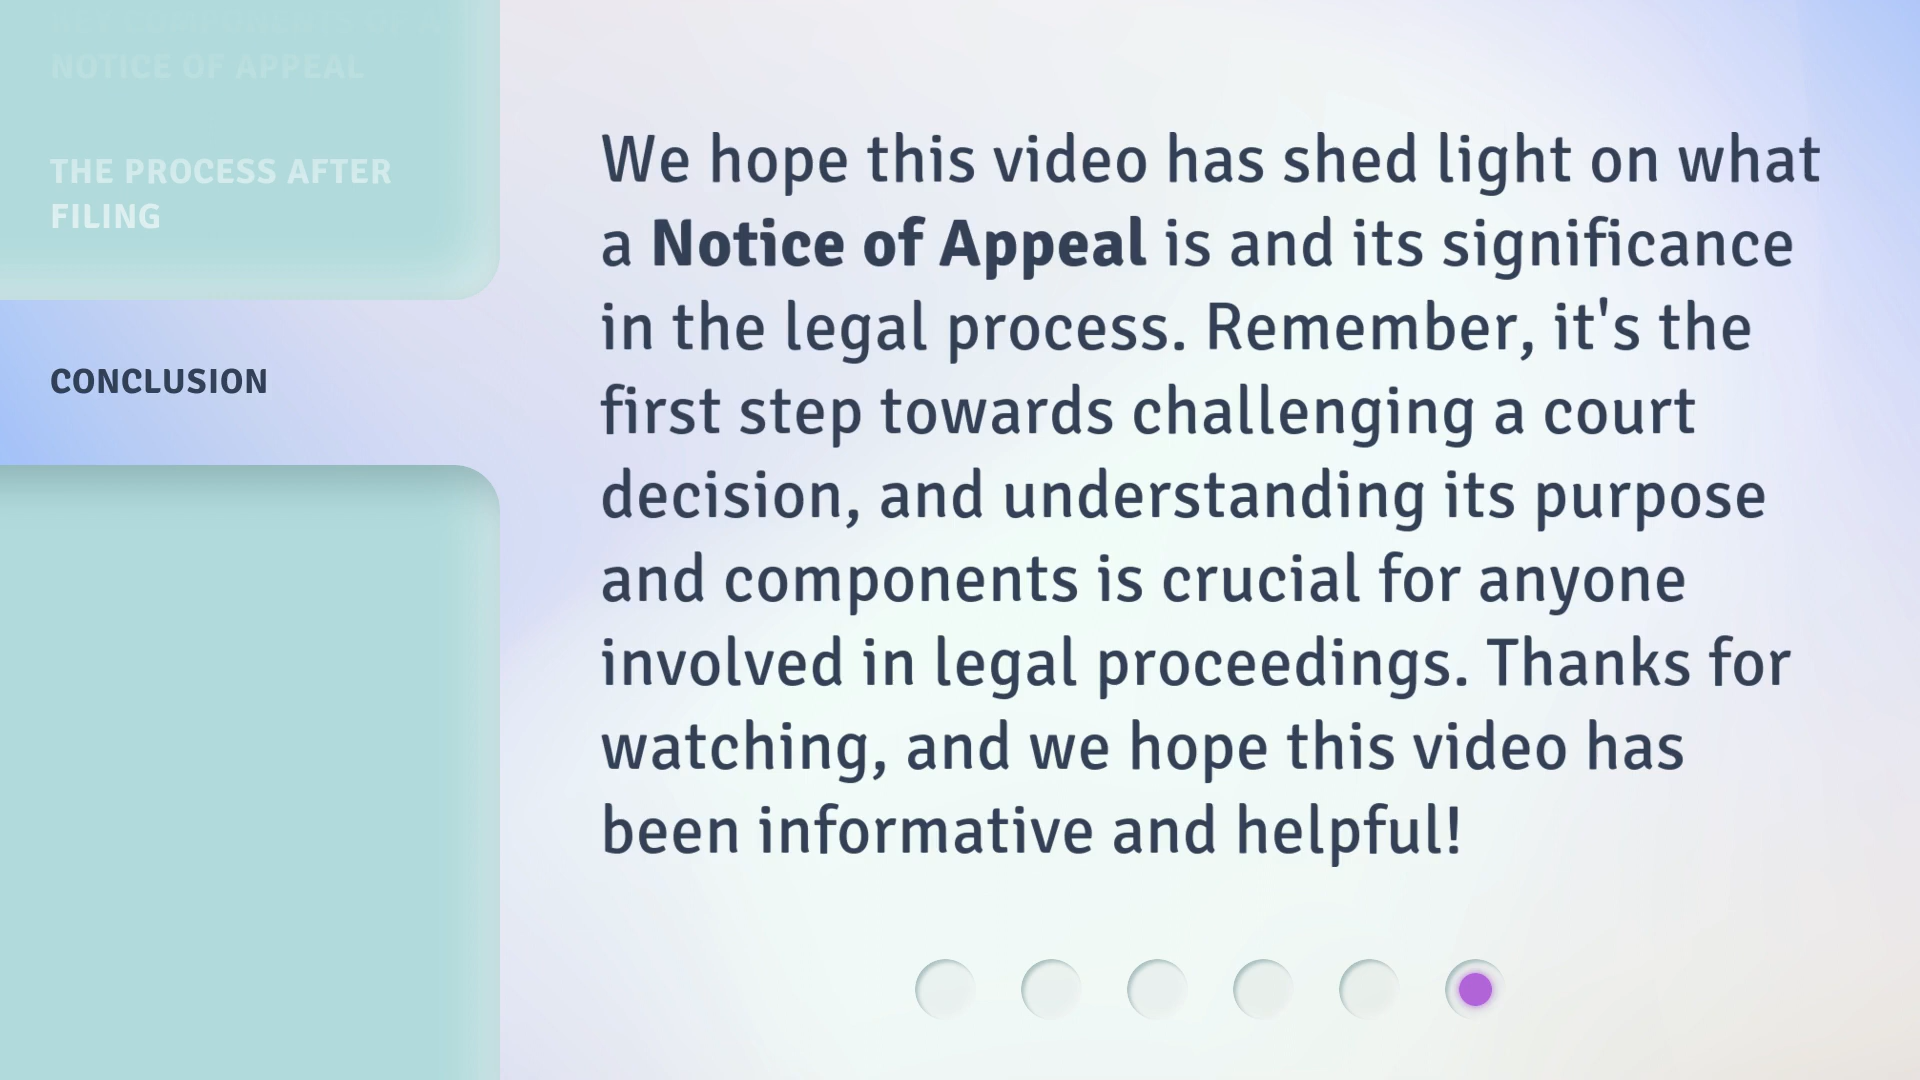 KEY COMPONENTS OF A
NOTICE OF APPEAL
THE PROCESS AFTER
FILING
CONCLUSION
We hope this video has shed light on what
a Notice of Appeal is and its significance
in the legal process. Remember, it's the
first step towards challenging a court
decision, and understanding its purpose
and components is crucial for anyone
involved in legal proceedings. Thanks for
watching, and we hope this video has
been informative and helpful!